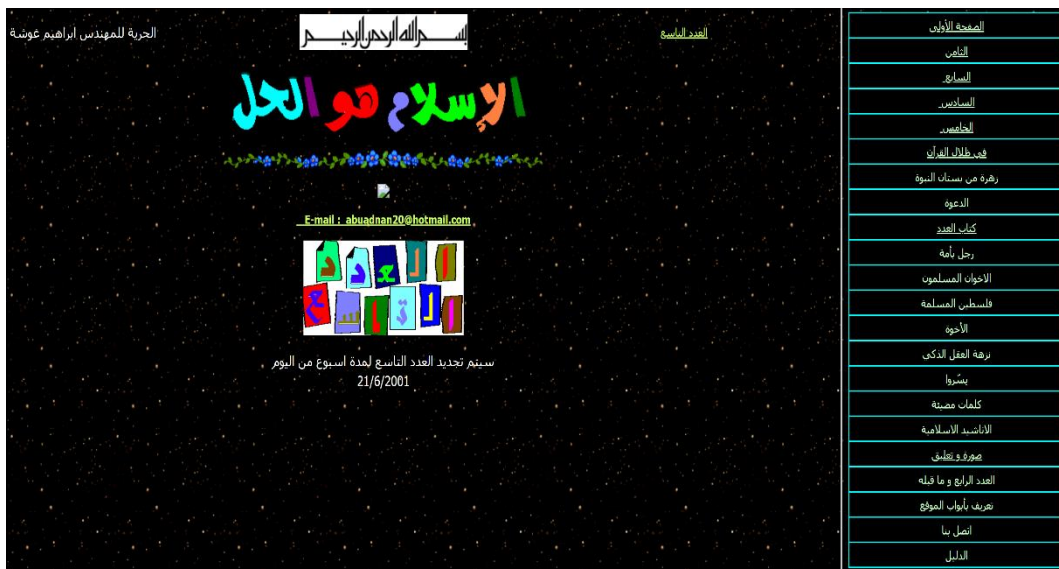 الحرية للمهندس ابراهيم غوشة
بسم الله الرحمن الرحيم
العدد التاسع
الإسلام هو الحل
E-mail : abuadnan20@hotmail.com
العدد
التاسع
سيتم تجديد العدد التاسع لمدة اسبوع من اليوم
21/6/2001
الصفحة الأولى
الثامن
السابع
السادس
الخامس
في ظلال القرآن
زهرة من بستان النبوة
الدعوة
كتاب العدد
رجل بأمة
الاخوان المسلمون
فلسطين المسلمة
الأخوة
نزهة العقل الذكي
يسّروا
كلمات مضيئة
الاناشيد الاسلامية
صورة و تعليق
العدد الرابع و ما قبله
تعريف بأبواب الموقع
اتصل بنا
الدليل